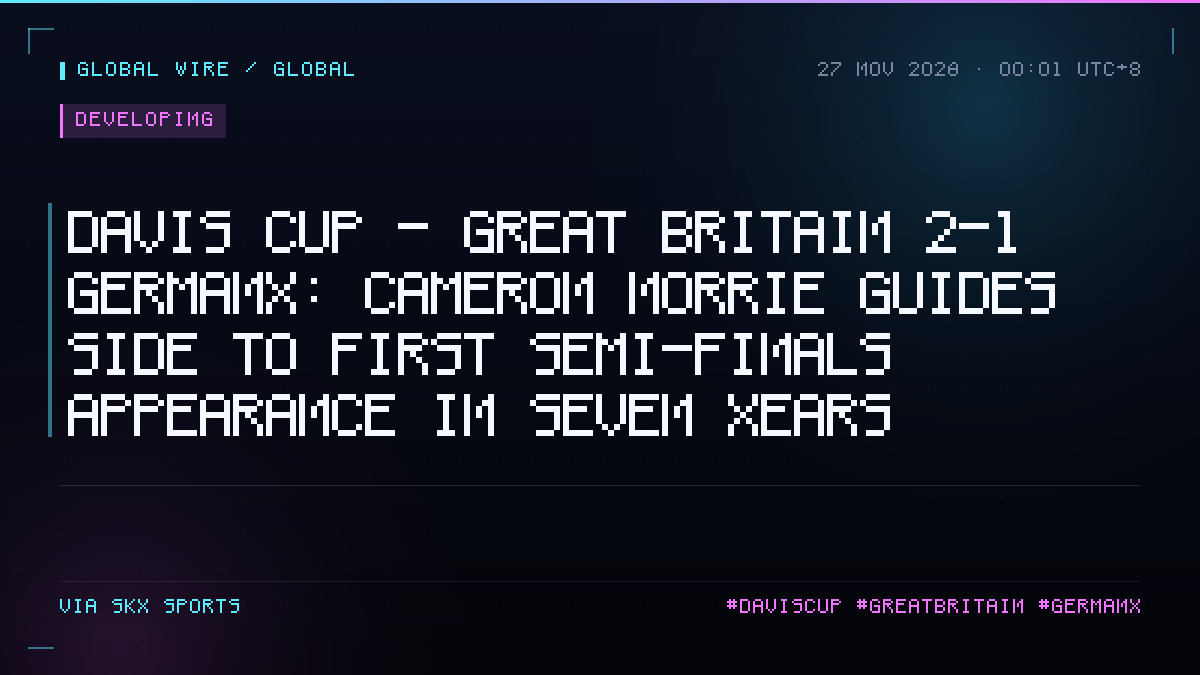 GLOBAL WIRE / GLOBAL
27 NOV 2026 · 00:01 UTC+8
DEVELOPING
DAVIS CUP - GREAT BRITAIN 2-1
GERMANY: CAMERON NORRIE GUIDES
SIDE TO FIRST SEMI-FINALS
APPEARANCE IN SEVEN YEARS
VIA SKY SPORTS
#DAVISCUP #GREATBRITAIN #GERMANY